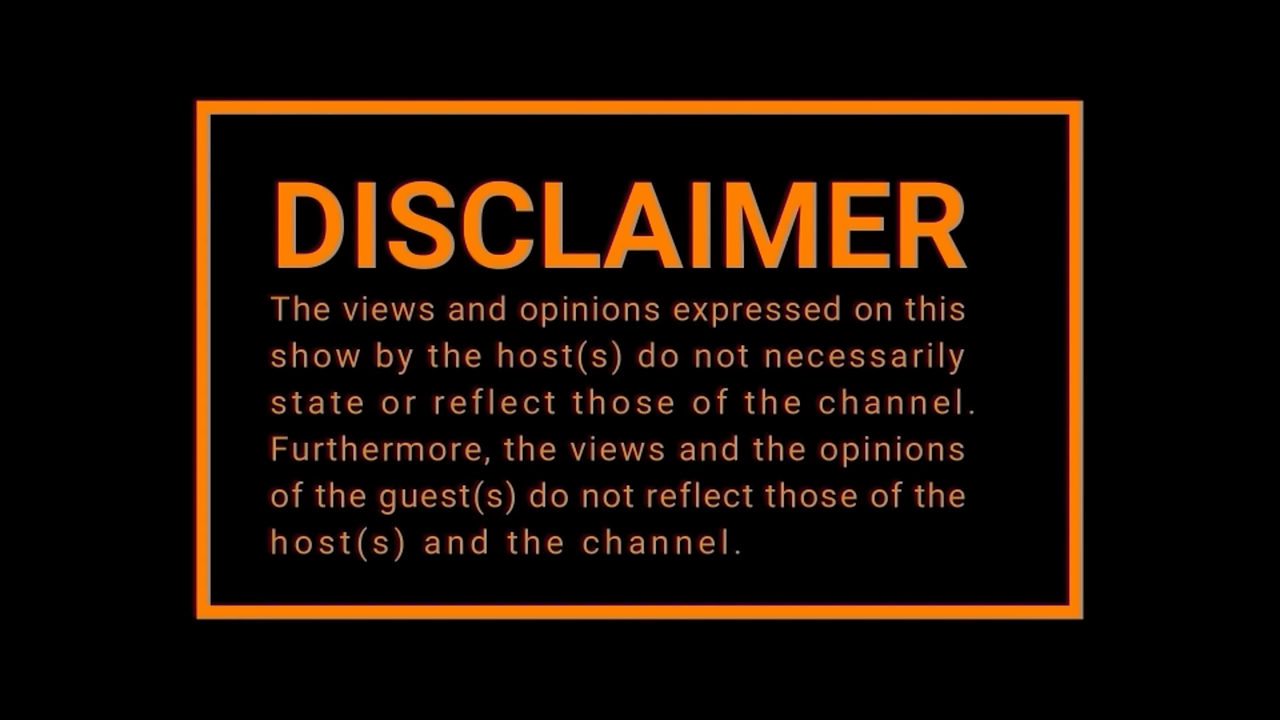 DISCLAIMER
The views and opinions expressed on this
show by the host(s) do not necessarily
state or reflect those of the channel.
Furthermore, the views and the opinions
of the guest(s) do not reflect those of the
host(s) and the channel.